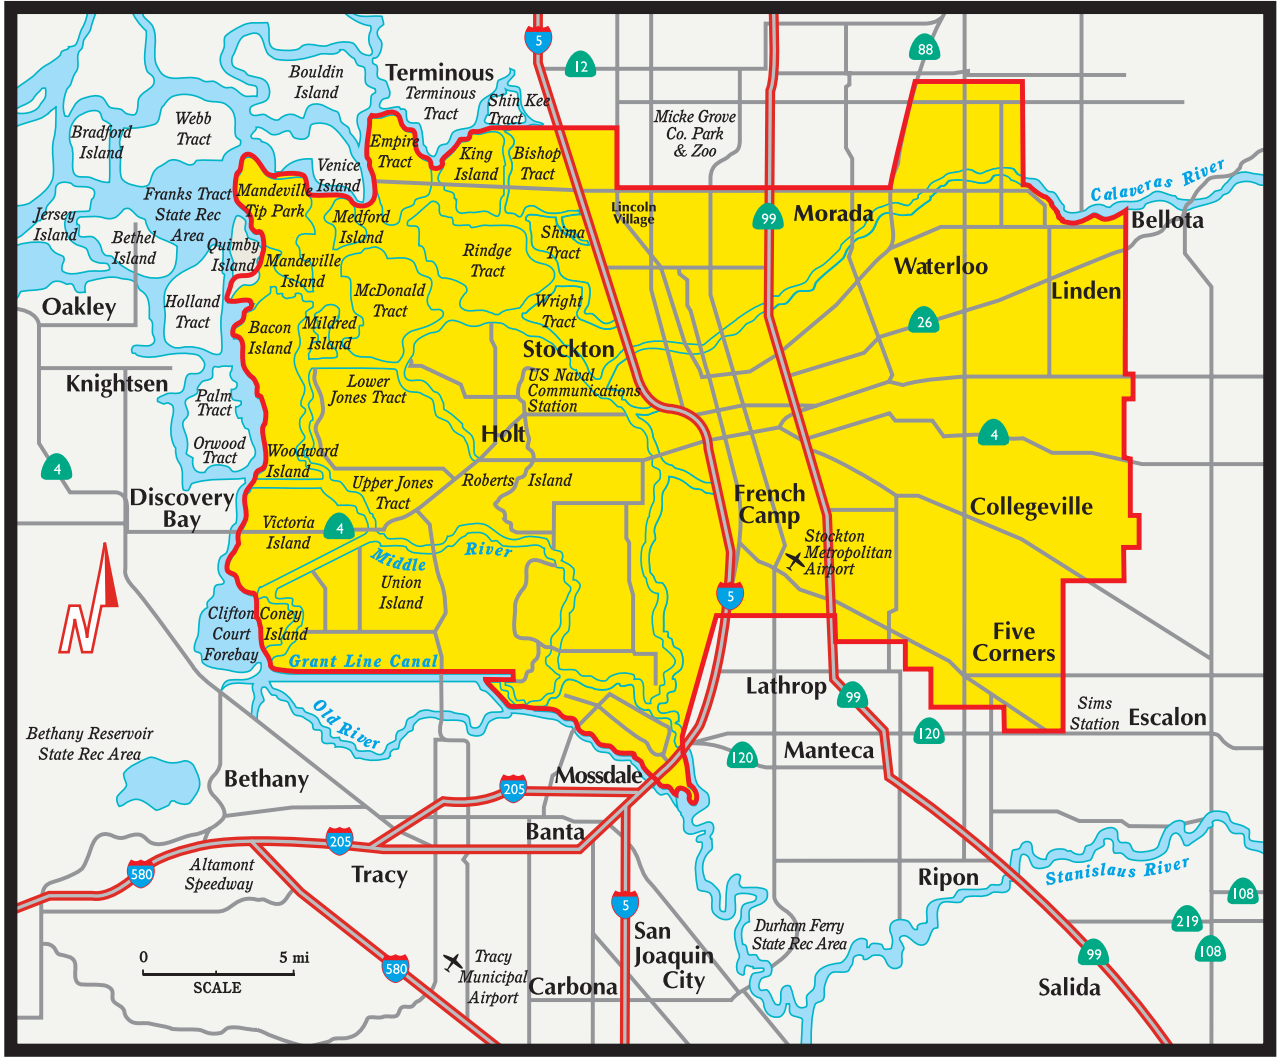 5
12
88
Bouldin
Island
Terminous
Terminous
Tract
Shin Kee
Tract
Webb
Tract
Bradford
Island
Micke Grove
Co. Park
& Zoo
Empire
Tract
King
Island
Bishop
Tract
Venice
Island
Franks Tract
State Rec
Area
Mandeville
Tip Park
Calaveras River
Jersey
Island
Bethel
Island
Quimby
Island
Medford
Island
Lincoln
Village
99
Morada
Bellota
Mandeville
Island
Rindge
Tract
Shima
Tract
Waterloo
Linden
Oakley
Holland
Tract
McDonald
Tract
Wright
Tract
26
Bacon
Island
Mildred
Island
Stockton
Knightsen
Palm
Tract
Lower
Jones Tract
US Naval
Communications
Station
Orwood
Tract
Holt
4
4
Woodward
Island
Upper Jones
Tract
Roberts Island
Discovery
Bay
French
Camp
Collegeville
Victoria
Island
4
Middle River
Stockton
Metropolitan
Airport
N
Union
Island
5
Clifton
Court
Forebay
Coney
Island
Five
Corners
Grant Line Canal
Lathrop
99
Sims
Station
Escalon
Old River
Bethany Reservoir
State Rec Area
120
120
Manteca
Bethany
Mossdale
205
Banta
205
580
Altamont
Speedway
Tracy
Ripon
Stanislaus River
108
5
219
108
Durham Ferry
State Rec Area
San
Joaquin
City
0 5 mi
SCALE
580
Tracy
Municipal
Airport
Carbona
99
Salida